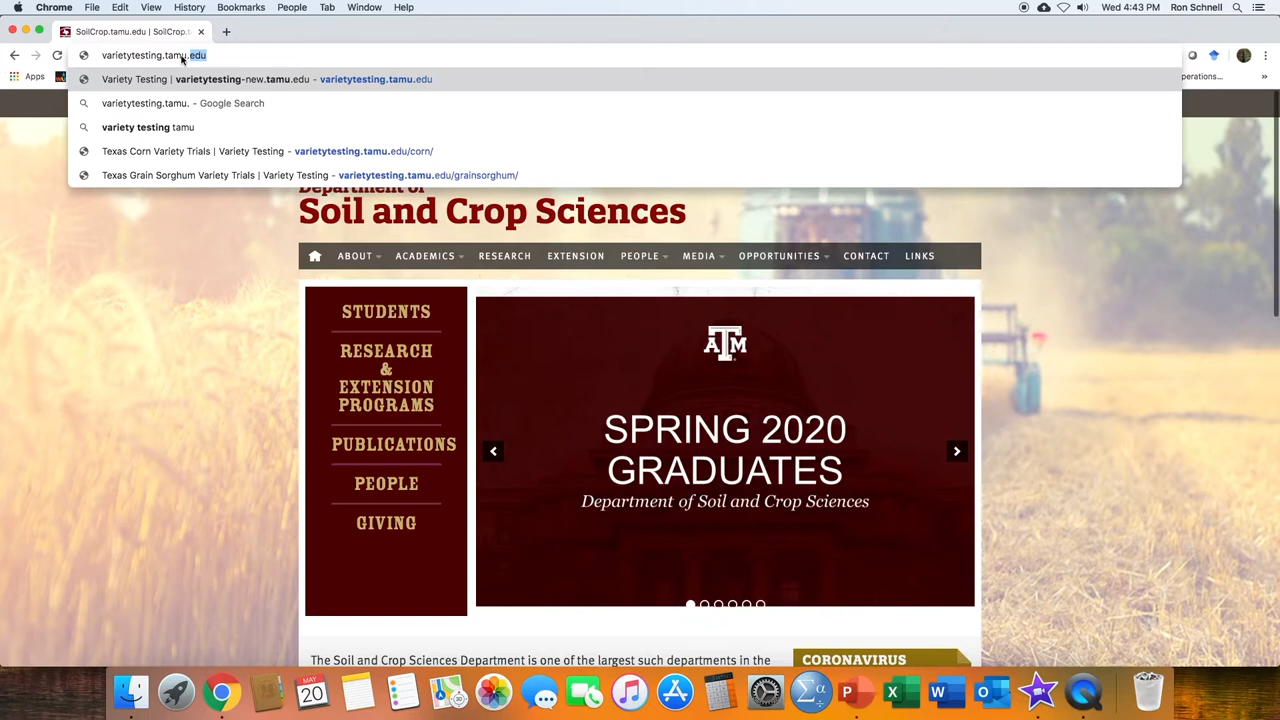 Chrome File Edit View History Bookmarks People Tab Window Help Wed 4:43 PM Ron Schnell
SoilCrop.tamu.edu | SoilCrop.t
varietytesting.tamu.edu
Apps
perations...
Variety Testing | varietytesting-new.tamu.edu - varietytesting.tamu.edu
varietytesting.tamu. - Google Search
variety testing tamu
Texas Corn Variety Trials | Variety Testing - varietytesting.tamu.edu/corn/
Texas Grain Sorghum Variety Trials | Variety Testing - varietytesting.tamu.edu/grainsorghum/
Department of
Soil and Crop Sciences
ABOUT ACADEMICS RESEARCH EXTENSION PEOPLE MEDIA OPPORTUNITIES CONTACT LINKS
STUDENTS
RESEARCH
&
EXTENSION
PROGRAMS
PUBLICATIONS
PEOPLE
GIVING
ATM
SPRING 2020
GRADUATES
Department of Soil and Crop Sciences
The Soil and Crop Sciences Department is one of the largest such departments in the
CORONAVIRUS
MAY
20